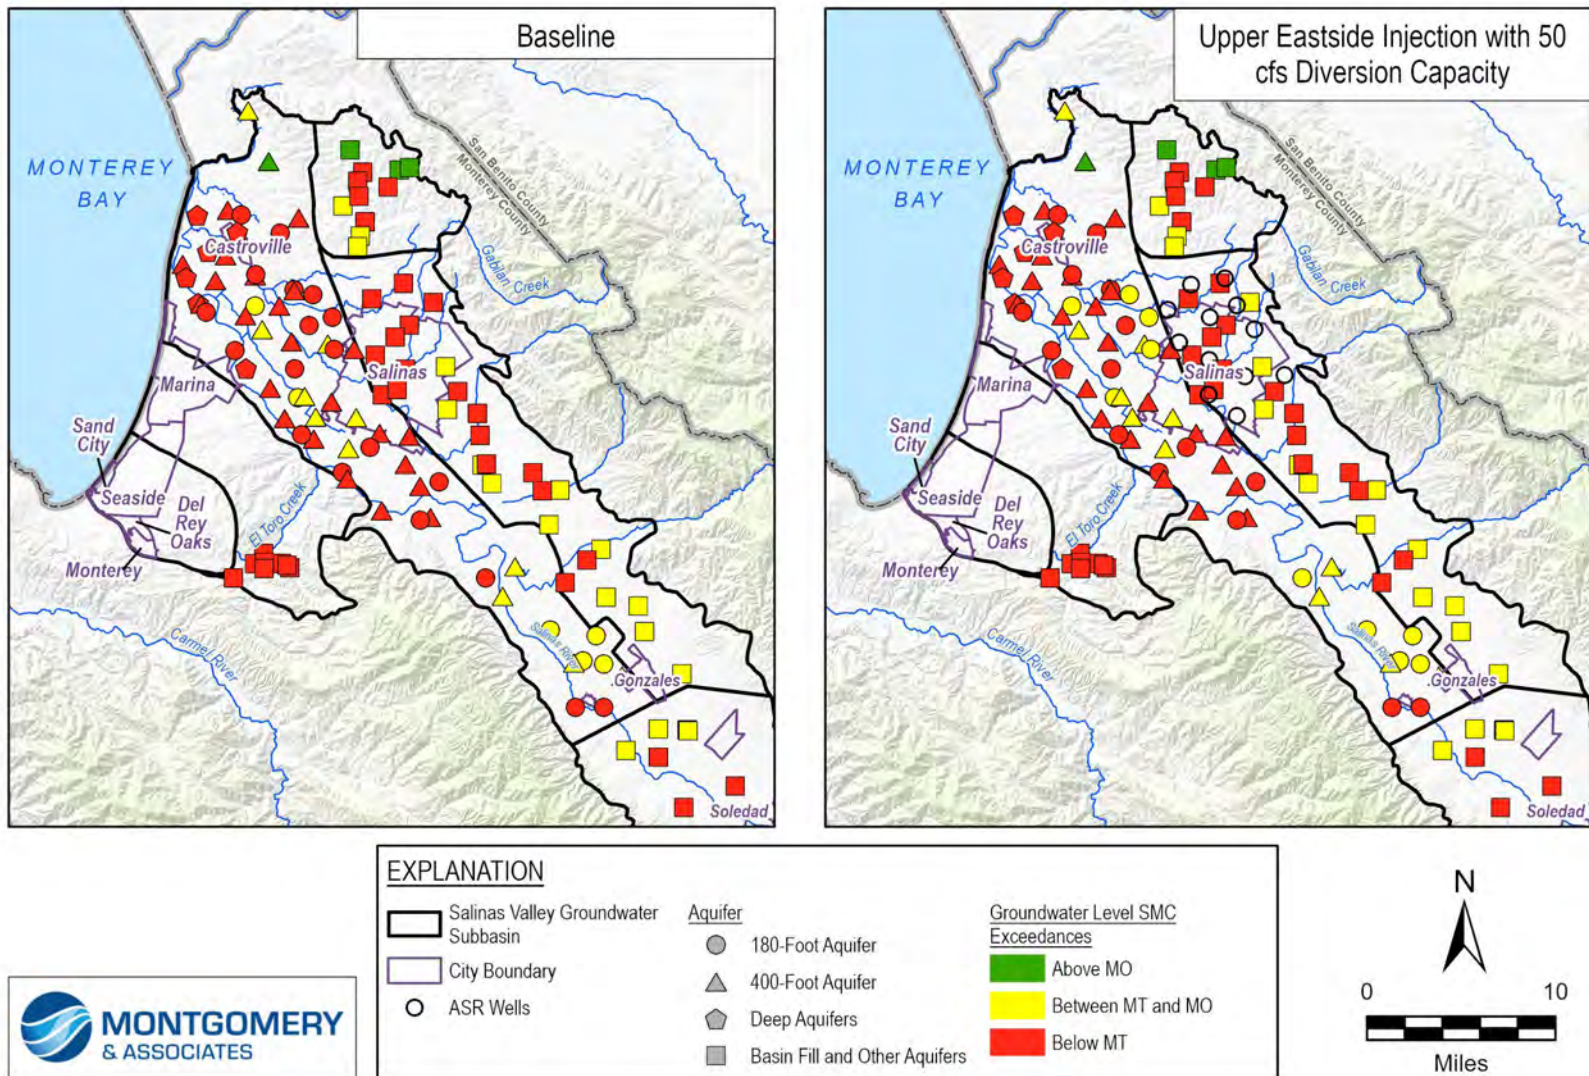 Baseline
MONTEREY
BAY
San Benito County
Monterey County
Castroville
Gabilan Creek
Marina
Salinas
Sand
City
Seaside
Del
Rey
Oaks
Monterey
El Toro Creek
Carmel River
Salinas River
Gonzales
Soledad
Upper Eastside Injection with 50
cfs Diversion Capacity
MONTEREY
BAY
San Benito County
Monterey County
Castroville
Gabilan Creek
Marina
Salinas
Sand
City
Seaside
Del
Rey
Oaks
Monterey
El Toro Creek
Carmel River
Salinas River
Gonzales
Soledad
EXPLANATION
Salinas Valley Groundwater
Subbasin
City Boundary
ASR Wells
Aquifer
180-Foot Aquifer
400-Foot Aquifer
Deep Aquifers
Basin Fill and Other Aquifers
Groundwater Level SMC
Exceedances
Above MO
Between MT and MO
Below MT
N
0 10
Miles
MONTGOMERY
& ASSOCIATES